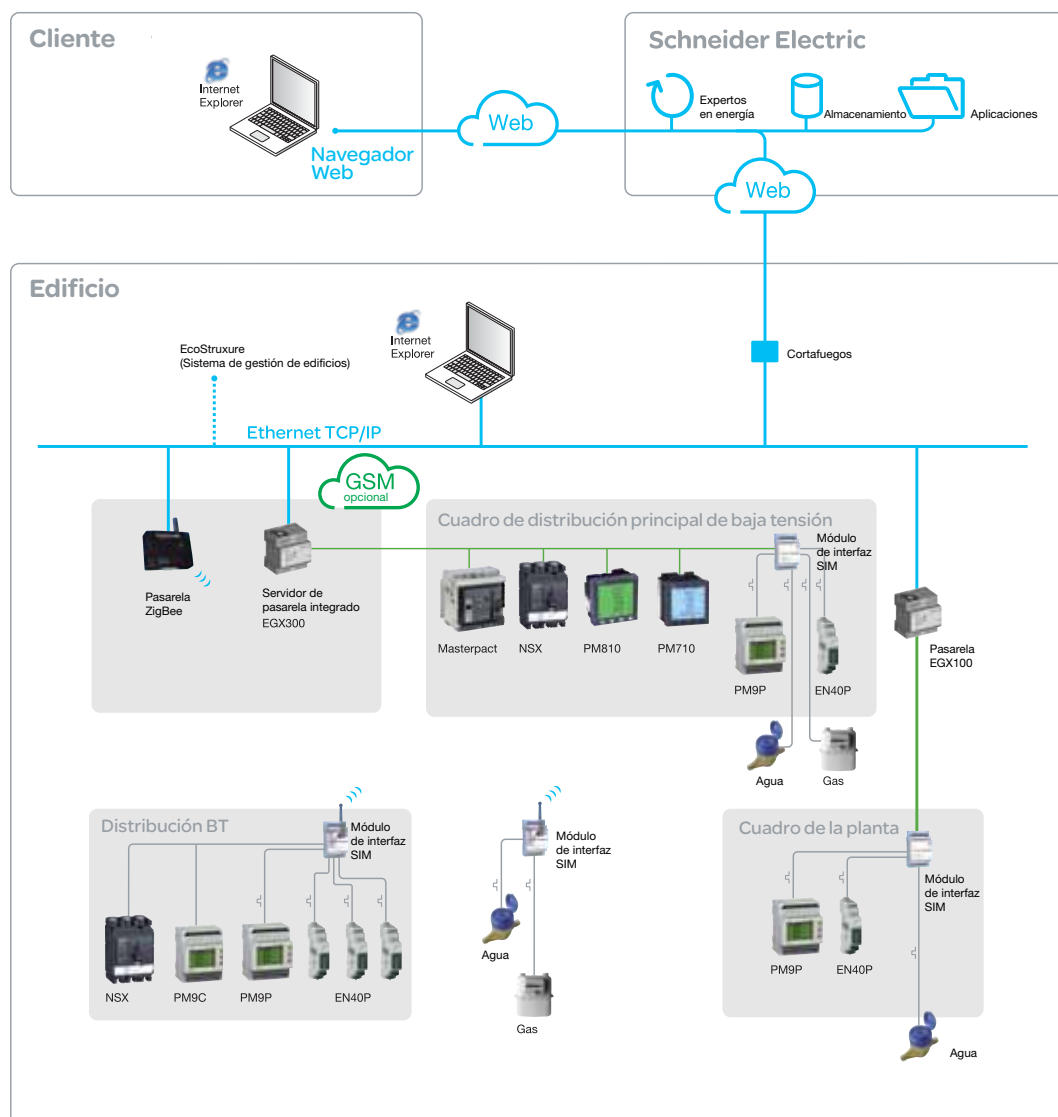 Cliente
Internet
Explorer
Navegador
Web
Web
Schneider Electric
Expertos
en energía
Almacenamiento
Aplicaciones
Web
Edificio
EcoStruxure
(Sistema de gestión de edificios)
Internet
Explorer
Cortafuegos
Ethernet TCP/IP
GSM
opcional
Pasarela
ZigBee
Servidor de
pasarela integrado
EGX300
Cuadro de distribución principal de baja tensión
Módulo
de interfaz
SIM
Masterpact
NSX
PM810
PM710
PM9P
EN40P
Agua
Gas
Pasarela
EGX100
Distribución BT
Módulo
de interfaz
SIM
NSX
PM9C
PM9P
EN40P
Módulo
de interfaz
SIM
Agua
Gas
Cuadro de la planta
Módulo
de interfaz
SIM
PM9P
EN40P
Agua